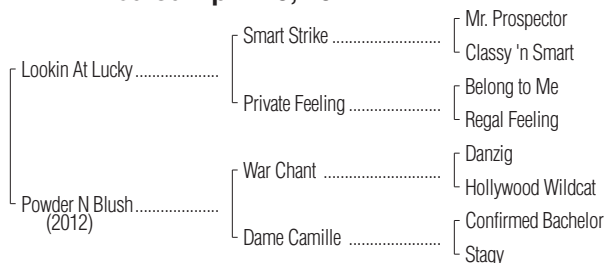 Smart Strike ......................
Mr. Prospector
Classy 'n Smart
Lookin At Lucky....................
Private Feeling ......................
Belong to Me
Regal Feeling
War Chant ........................
Danzig
Hollywood Wildcat
Powder N Blush....................
(2012)
Dame Camille ......................
Confirmed Bachelor
Stagy